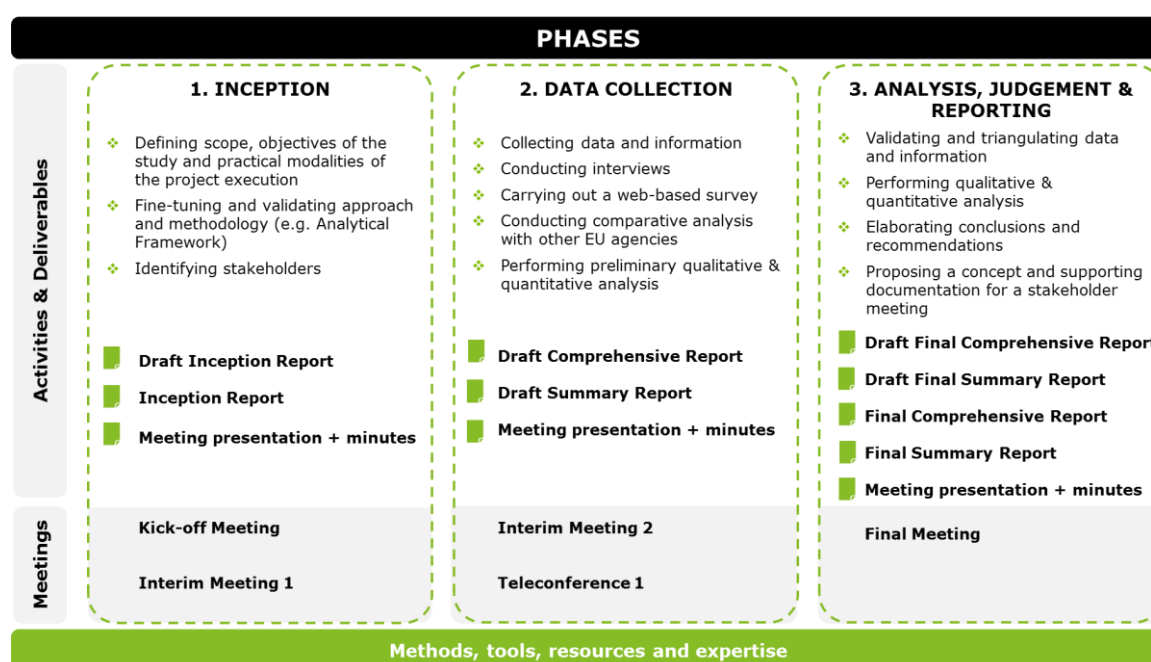 PHASES
Activities & Deliverables
1. INCEPTION
Defining scope, objectives of the
study and practical modalities of
the project execution
Fine-tuning and validating approach
and methodology (e.g. Analytical
Framework)
Identifying stakeholders
Draft Inception Report
Inception Report
Meeting presentation + minutes
2. DATA COLLECTION
Collecting data and information
Conducting interviews
Carrying out a web-based survey
Conducting comparative analysis
with other EU agencies
Performing preliminary qualitative &
quantitative analysis
Draft Comprehensive Report
Draft Summary Report
Meeting presentation + minutes
3. ANALYSIS, JUDGEMENT &
REPORTING
Validating and triangulating data
and information
Performing qualitative &
quantitative analysis
Elaborating conclusions and
recommendations
Proposing a concept and supporting
documentation for a stakeholder
meeting
Draft Final Comprehensive Report
Draft Final Summary Report
Final Comprehensive Report
Final Summary Report
Meeting presentation + minutes
Meetings
Kick-off Meeting
Interim Meeting 1
Interim Meeting 2
Teleconference 1
Final Meeting
Methods, tools, resources and expertise